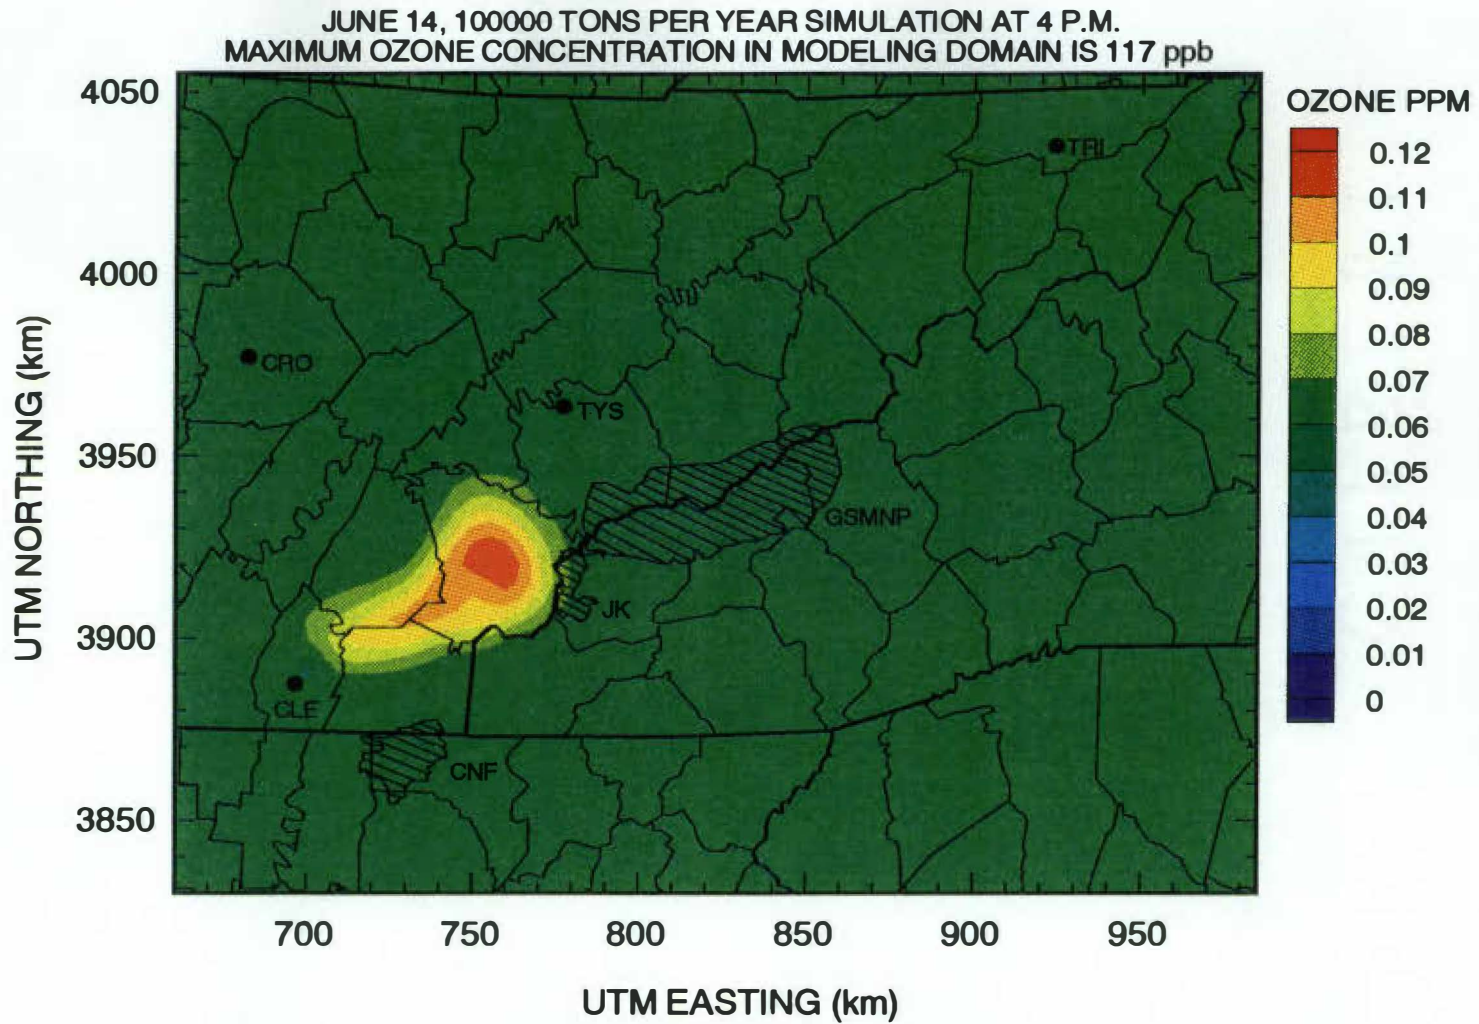 JUNE 14, 100000 TONS PER YEAR SIMULATION AT 4 P.M.
MAXIMUM OZONE CONCENTRATION IN MODELING DOMAIN IS 117 ppb
OZONE PPM
0.12
0.11
0.1
0.09
0.08
0.07
0.06
0.05
0.04
0.03
0.02
0.01
0
UTM NORTHING (km)
4050
4000
3950
3900
3850
TRI
CRO
TYS
GSMNP
JK
CLE
CNF
700
750
800
850
900
950
UTM EASTING (km)